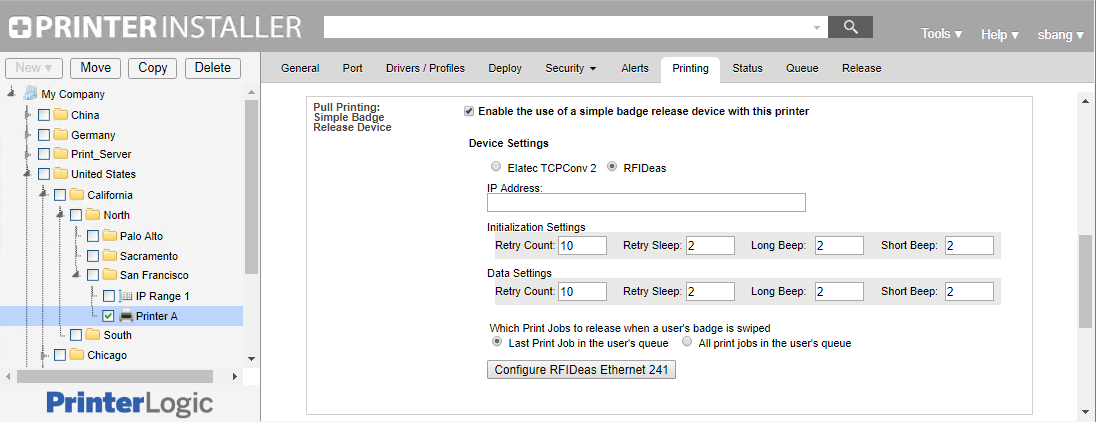 PRINTER INSTALLER
Tools ▾ Help ▾ sbang ▾
New ▾ Move Copy Delete
General Port Drivers / Profiles Deploy Security ▾ Alerts Printing Status Queue Release
My Company
China
Germany
Print_Server
United States
California
North
Palo Alto
Sacramento
San Francisco
IP Range 1
Printer A
South
Chicago
PrinterLogic
Pull Printing:
Simple Badge
Release Device
Enable the use of a simple badge release device with this printer
Device Settings
Elatec TCPConv 2 RFIDeas
IP Address:
Initialization Settings
Retry Count: 10 Retry Sleep: 2 Long Beep: 2 Short Beep: 2
Data Settings
Retry Count: 10 Retry Sleep: 2 Long Beep: 2 Short Beep: 2
Which Print Jobs to release when a user's badge is swiped
Last Print Job in the user's queue All print jobs in the user's queue
Configure RFIDeas Ethernet 241